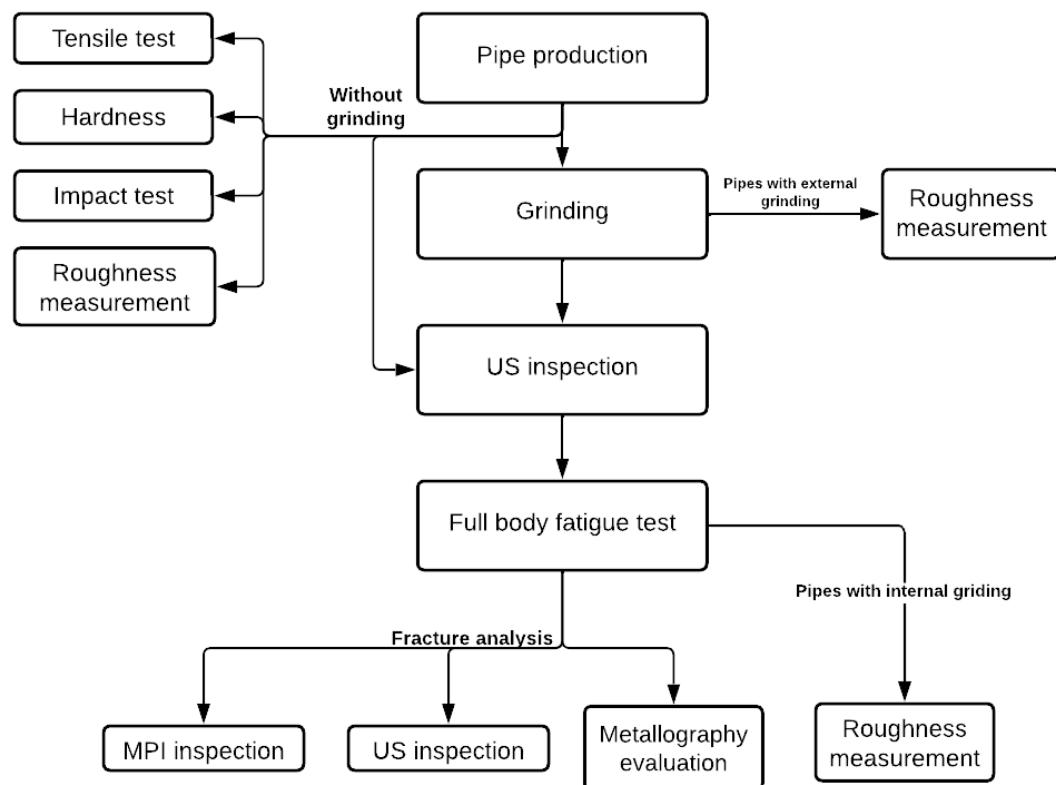 Tensile test
Pipe production
Hardness
Without
grinding
Impact test
Grinding
Pipes with external
grinding
Roughness
measurement
Roughness
measurement
US inspection
Full body fatigue test
Pipes with internal griding
Fracture analysis
MPI inspection
US inspection
Metallography
evaluation
Roughness
measurement